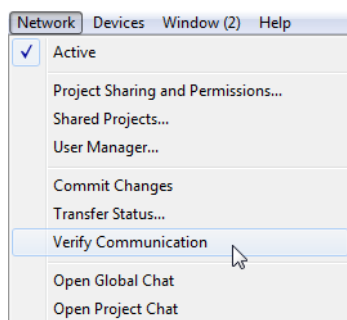 Network Devices Window (2) Help
Active
Project Sharing and Permissions...
Shared Projects...
User Manager...
Commit Changes
Transfer Status...
Verify Communication
Open Global Chat
Open Project Chat